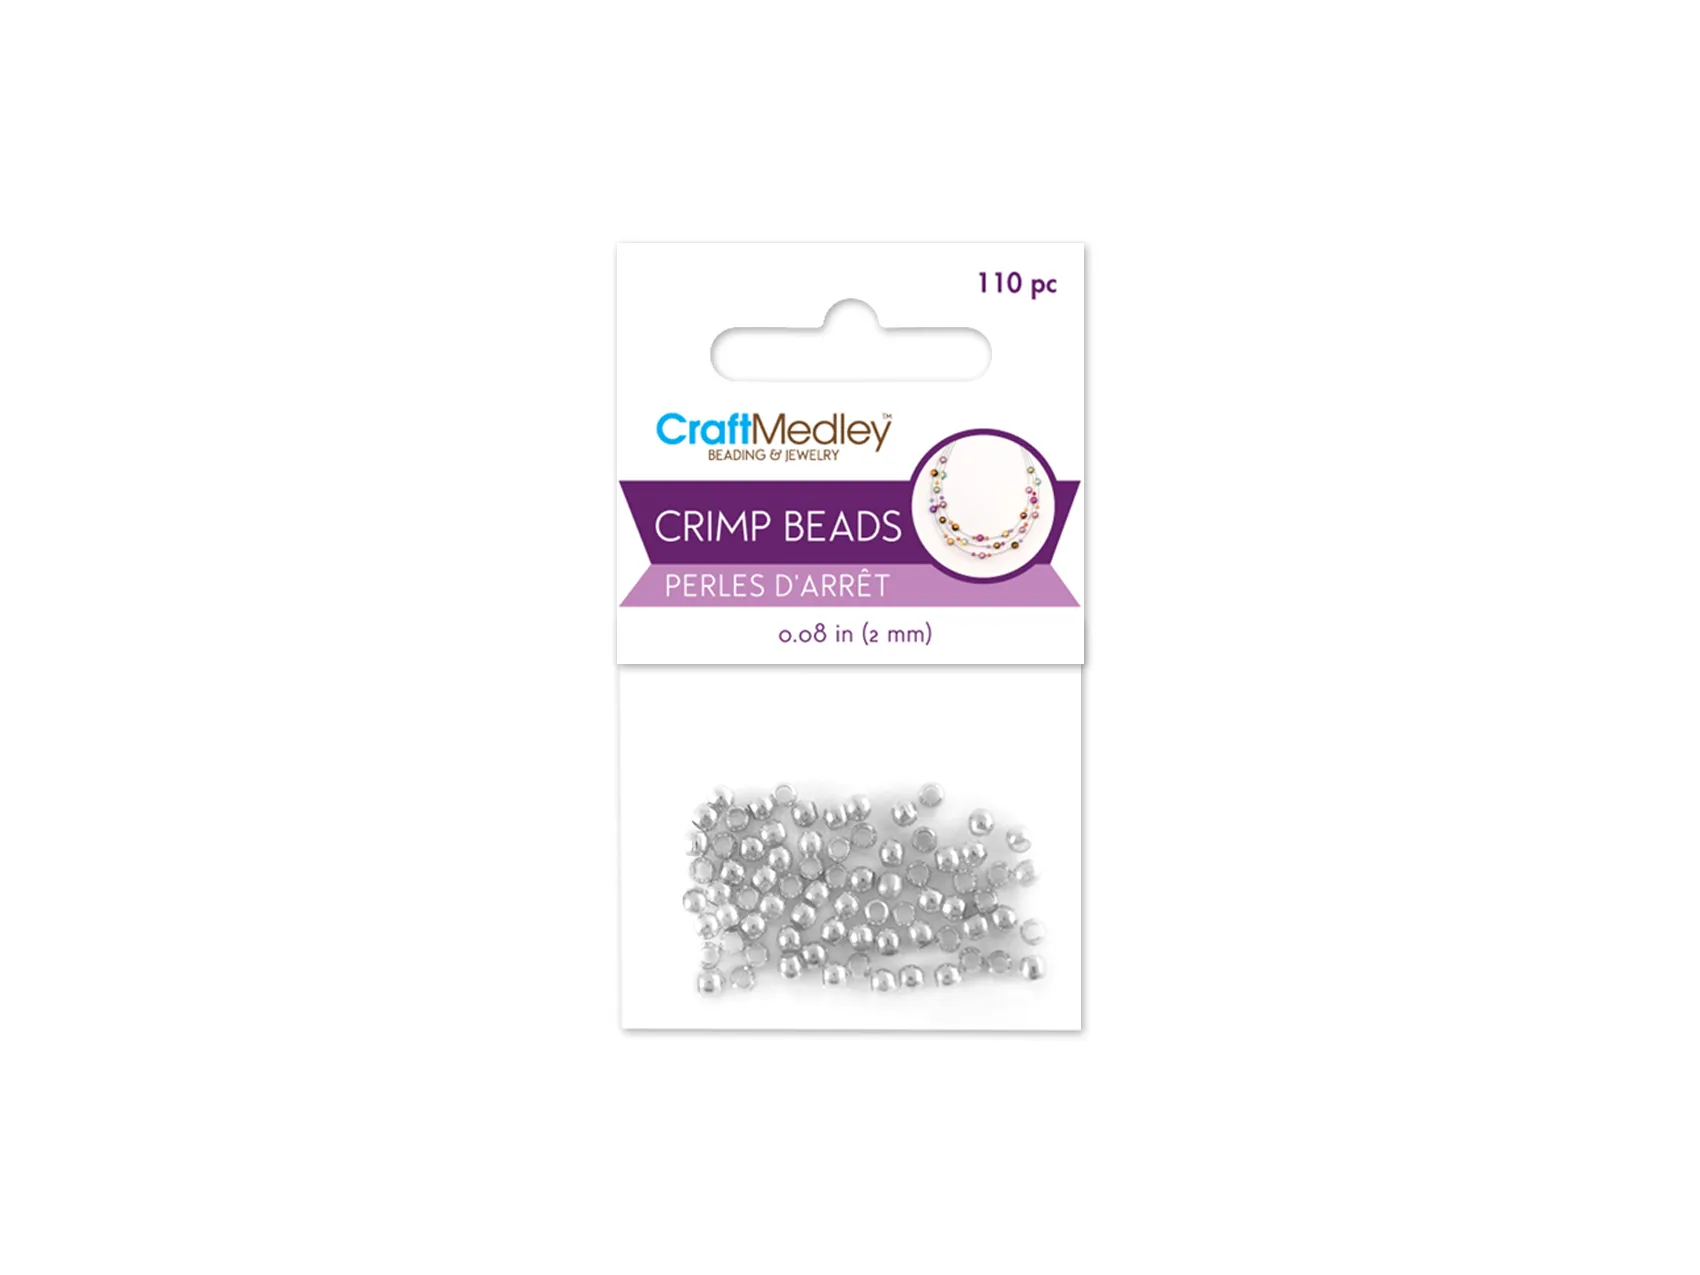 110 pc
CraftMedley™
BEADING & JEWELRY
CRIMP BEADS
PERLES D'ARRÊT
0.08 in (2 mm)